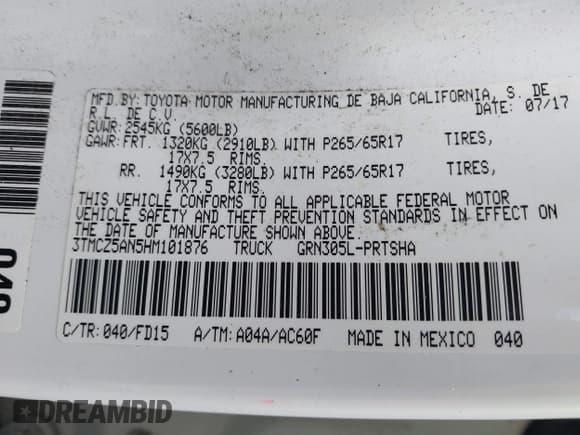 MFD.BY: TOYOTA MOTOR MANUFACTURING DE BAJA CALIFORNIA, S. DE
R.L. DE C.V. DATE: 07/17
GVWR: 2545KG (5600LB)
GAWR: FRT. 1320KG (2910LB) WITH P265/65R17 TIRES,
17X7.5 RIMS.
RR. 1490KG (3280LB) WITH P265/65R17 TIRES,
17X7.5 RIMS.
THIS VEHICLE CONFORMS TO ALL APPLICABLE FEDERAL MOTOR
VEHICLE SAFETY AND THEFT PREVENTION STANDARDS IN EFFECT ON
THE DATE OF MANUFACTURE SHOWN ABOVE.
3TMCZ5AN5HM101876 TRUCK GRN305L-PRTSHA
C/TR: 040/FD15 A/TM: A04A/AC60F MADE IN MEXICO 040
040
DREAMBID